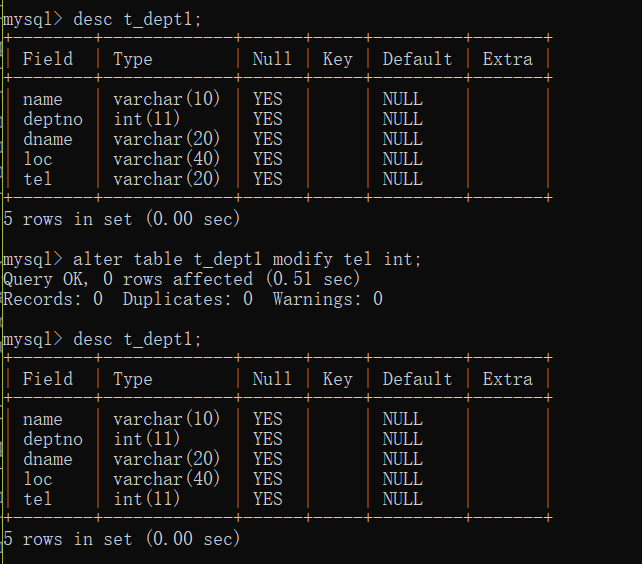 mysql> desc t_dept1;
+--------+-------------+------+-----+---------+-------+
| Field  | Type        | Null | Key | Default | Extra |
+--------+-------------+------+-----+---------+-------+
| name   | varchar(10) | YES  |     | NULL    |       |
| deptno | int(11)     | YES  |     | NULL    |       |
| dname  | varchar(20) | YES  |     | NULL    |       |
| loc    | varchar(40) | YES  |     | NULL    |       |
| tel    | varchar(20) | YES  |     | NULL    |       |
+--------+-------------+------+-----+---------+-------+
5 rows in set (0.00 sec)
mysql> alter table t_dept1 modify tel int;
Query OK, 0 rows affected (0.51 sec)
Records: 0  Duplicates: 0  Warnings: 0
mysql> desc t_dept1;
+--------+-------------+------+-----+---------+-------+
| Field  | Type        | Null | Key | Default | Extra |
+--------+-------------+------+-----+---------+-------+
| name   | varchar(10) | YES  |     | NULL    |       |
| deptno | int(11)     | YES  |     | NULL    |       |
| dname  | varchar(20) | YES  |     | NULL    |       |
| loc    | varchar(40) | YES  |     | NULL    |       |
| tel    | int(11)     | YES  |     | NULL    |       |
+--------+-------------+------+-----+---------+-------+
5 rows in set (0.00 sec)